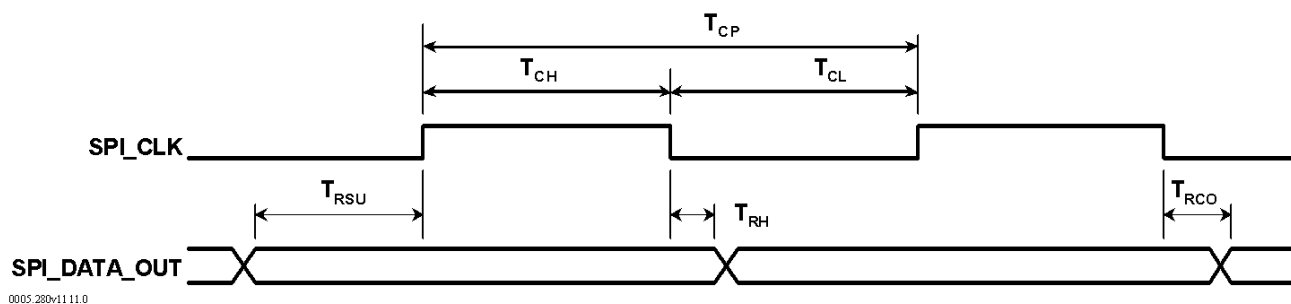 T_CP
T_CH T_CL
SPI_CLK
T_RSU T_RH T_RCO
SPI_DATA_OUT
0005.280v11 11.0